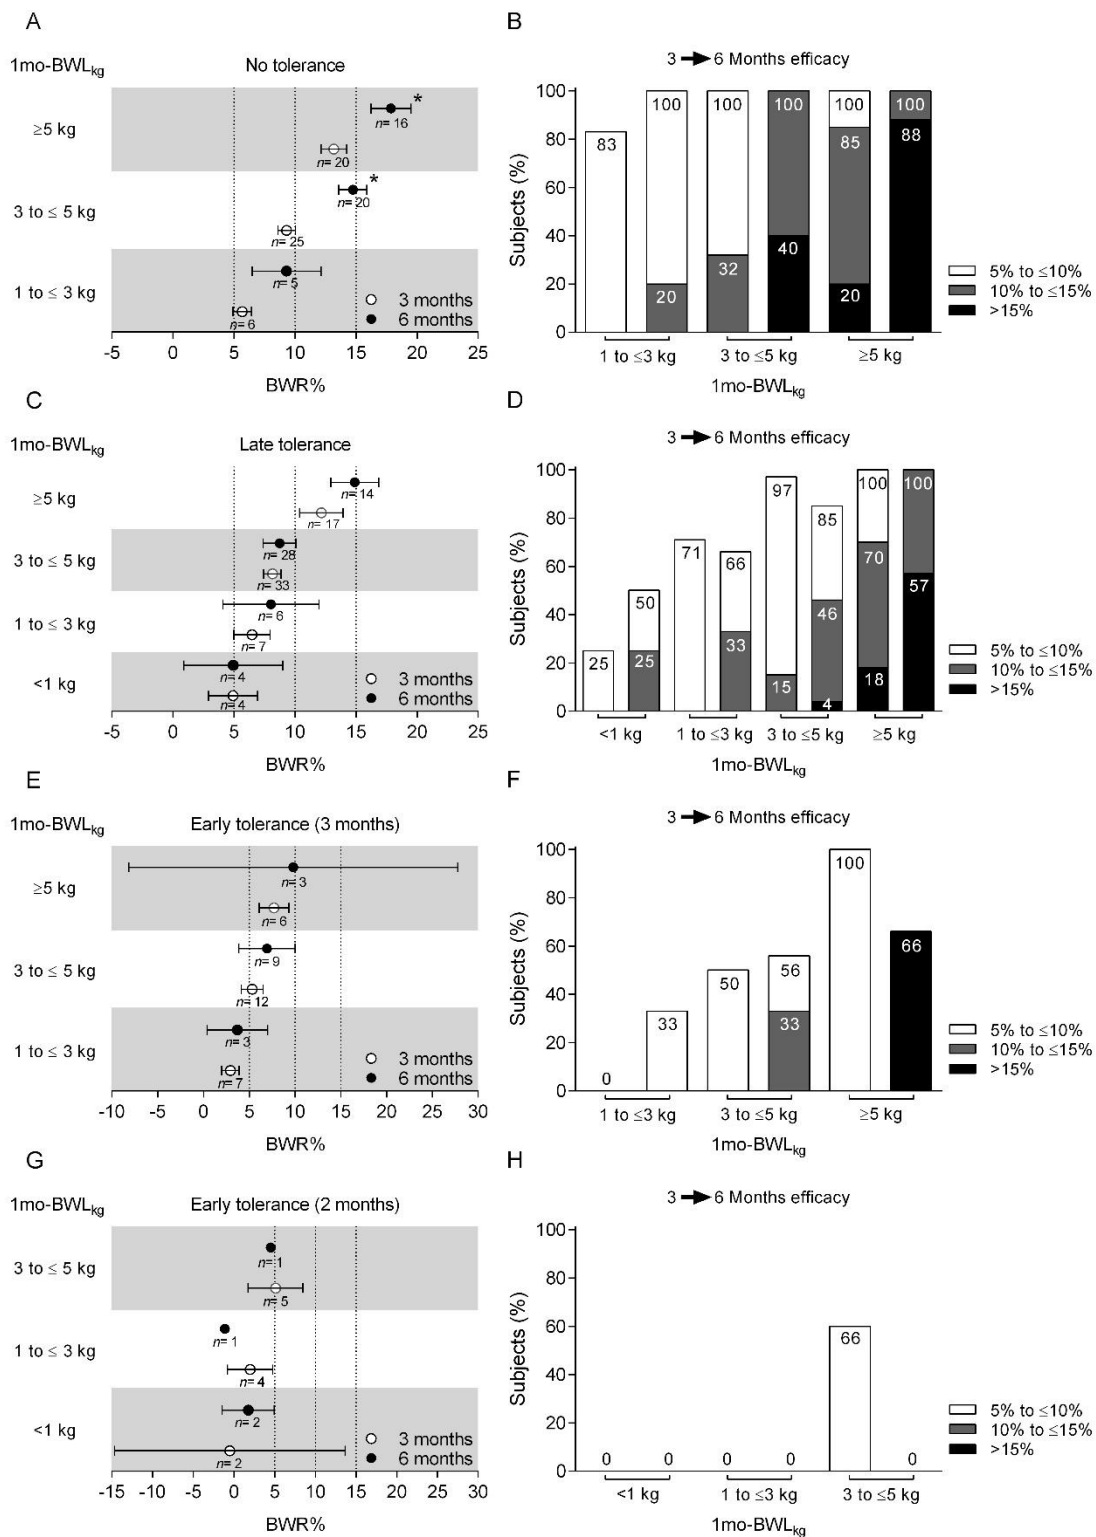 A
1mo-BWLkg
No tolerance
≥5 kg
*
n= 16
n= 20
3 to ≤ 5 kg
*
n= 20
n= 25
1 to ≤ 3 kg
n= 5
n= 6
3 months
6 months
-5 0 5 10 15 20 25
BWR%
B
3 6 Months efficacy
Subjects (%)
100
80
60
40
20
0
83
100
20
100
32
100
40
100
85
20
100
88
1 to ≤3 kg 3 to ≤5 kg ≥5 kg
1mo-BWLkg
5% to ≤10%
10% to ≤15%
>15%
C
1mo-BWLkg
Late tolerance
≥5 kg
n= 14
n= 17
3 to ≤ 5 kg
n= 28
n= 33
1 to ≤ 3 kg
n= 6
n= 7
<1 kg
n= 4
n= 4
3 months
6 months
-5 0 5 10 15 20 25
BWR%
D
3 6 Months efficacy
Subjects (%)
100
80
60
40
20
0
25
50
25
71
66
33
97
15
85
46
4
100
70
18
100
57
<1 kg 1 to ≤3 kg 3 to ≤5 kg ≥5 kg
1mo-BWLkg
5% to ≤10%
10% to ≤15%
>15%
E
1mo-BWLkg
Early tolerance (3 months)
≥5 kg
n= 3
n= 6
3 to ≤ 5 kg
n= 9
n= 12
1 to ≤ 3 kg
n= 3
n= 7
3 months
6 months
-10 -5 0 5 10 15 20 25 30
BWR%
F
3 6 Months efficacy
Subjects (%)
100
80
60
40
20
0
0
33
50
56
33
100
66
1 to ≤3 kg 3 to ≤5 kg ≥5 kg
1mo-BWLkg
5% to ≤10%
10% to ≤15%
>15%
G
1mo-BWLkg
Early tolerance (2 months)
3 to ≤ 5 kg
n= 1
n= 5
1 to ≤ 3 kg
n= 1
n= 4
<1 kg
n= 2
n= 2
3 months
6 months
-15 -10 -5 0 5 10 15 20 25 30
BWR%
H
3 6 Months efficacy
Subjects (%)
100
80
60
40
20
0
0 0 0 0 66 0
<1 kg 1 to ≤3 kg 3 to ≤5 kg
1mo-BWLkg
5% to ≤10%
10% to ≤15%
>15%